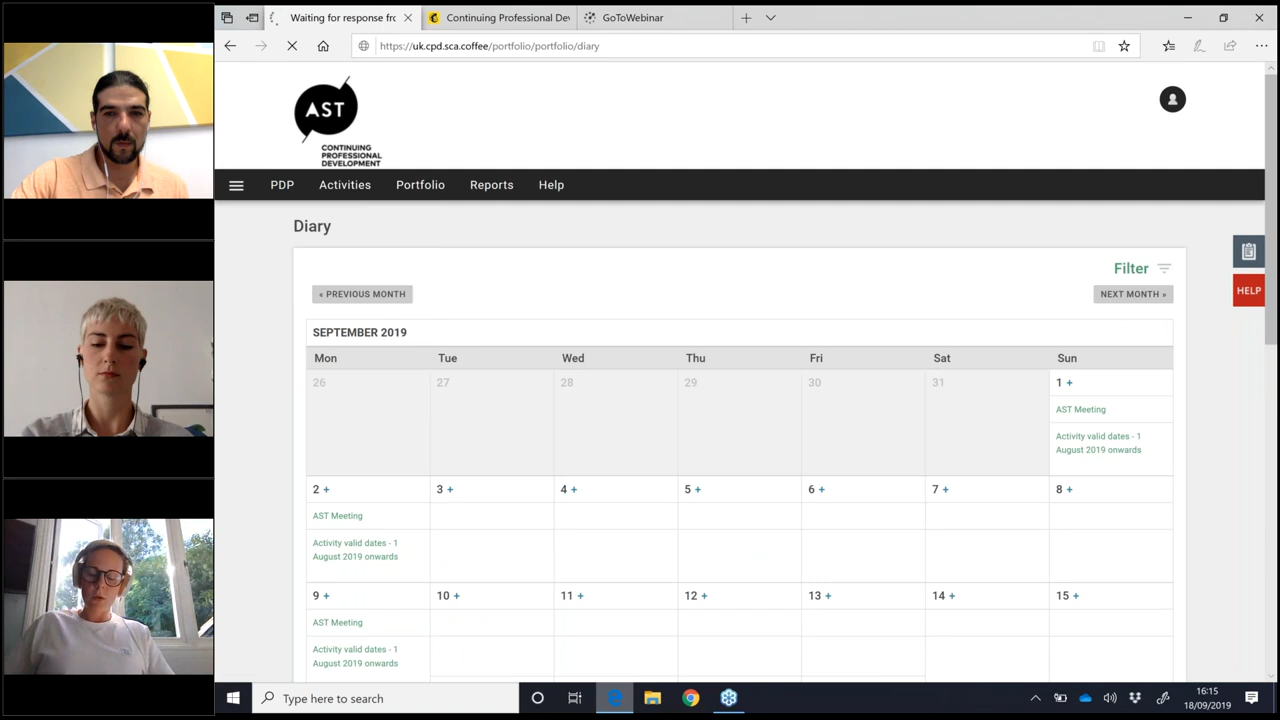 Waiting for response fro
Continuing Professional Dev
GoToWebinar
https://uk.cpd.sca.coffee/portfolio/portfolio/diary
AST
CONTINUING
PROFESSIONAL
DEVELOPMENT
PDP Activities Portfolio Reports Help
Diary
Filter
« PREVIOUS MONTH
NEXT MONTH »
HELP
SEPTEMBER 2019
Mon Tue Wed Thu Fri Sat Sun
26 27 28 29 30 31 1 +
AST Meeting
Activity valid dates - 1
August 2019 onwards
2 + 3 + 4 + 5 + 6 + 7 + 8 +
AST Meeting
Activity valid dates - 1
August 2019 onwards
9 + 10 + 11 + 12 + 13 + 14 + 15 +
AST Meeting
Activity valid dates - 1
August 2019 onwards
Type here to search
16:15
18/09/2019